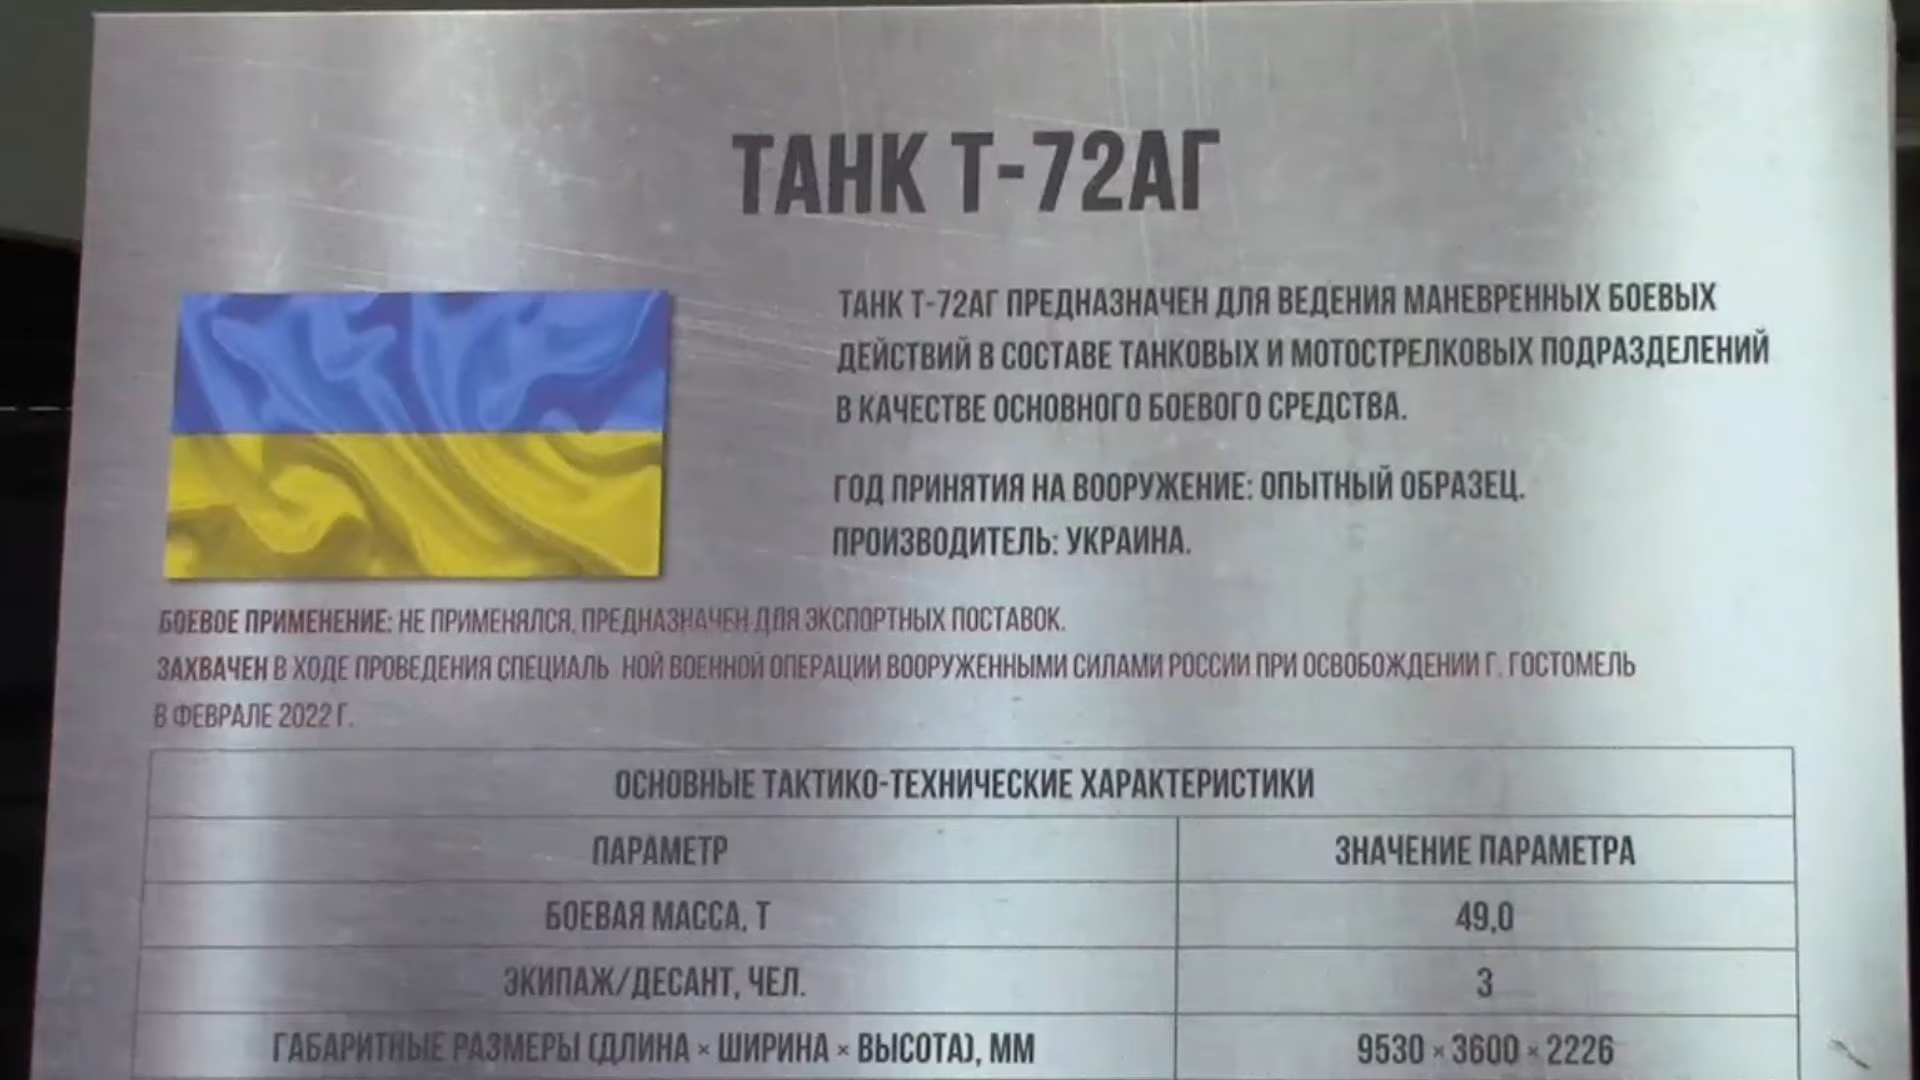 ТАНК Т-72АГ
ТАНК Т-72АГ ПРЕДНАЗНАЧЕН ДЛЯ ВЕДЕНИЯ МАНЕВРЕННЫХ БОЕВЫХ
ДЕЙСТВИЙ В СОСТАВЕ ТАНКОВЫХ И МОТОСТРЕЛКОВЫХ ПОДРАЗДЕЛЕНИЙ
В КАЧЕСТВЕ ОСНОВНОГО БОЕВОГО СРЕДСТВА.
ГОД ПРИНЯТИЯ НА ВООРУЖЕНИЕ: ОПЫТНЫЙ ОБРАЗЕЦ.
ПРОИЗВОДИТЕЛЬ: УКРАИНА.
БОЕВОЕ ПРИМЕНЕНИЕ: НЕ ПРИМЕНЯЛСЯ, ПРЕДНАЗНАЧЕН ДЛЯ ЭКСПОРТНЫХ ПОСТАВОК.
ЗАХВАЧЕН В ХОДЕ ПРОВЕДЕНИЯ СПЕЦИАЛЬ НОЙ ВОЕННОЙ ОПЕРАЦИИ ВООРУЖЕННЫМИ СИЛАМИ РОССИИ ПРИ ОСВОБОЖДЕНИИ Г. ГОСТОМЕЛЬ
В ФЕВРАЛЕ 2022 Г.
ОСНОВНЫЕ ТАКТИКО-ТЕХНИЧЕСКИЕ ХАРАКТЕРИСТИКИ
ПАРАМЕТР ЗНАЧЕНИЕ ПАРАМЕТРА
БОЕВАЯ МАССА, Т 49,0
ЭКИПАЖ/ДЕСАНТ, ЧЕЛ. 3
ГАБАРИТНЫЕ РАЗМЕРЫ (ДЛИНА × ШИРИНА × ВЫСОТА), ММ 9530 × 3600 × 2226